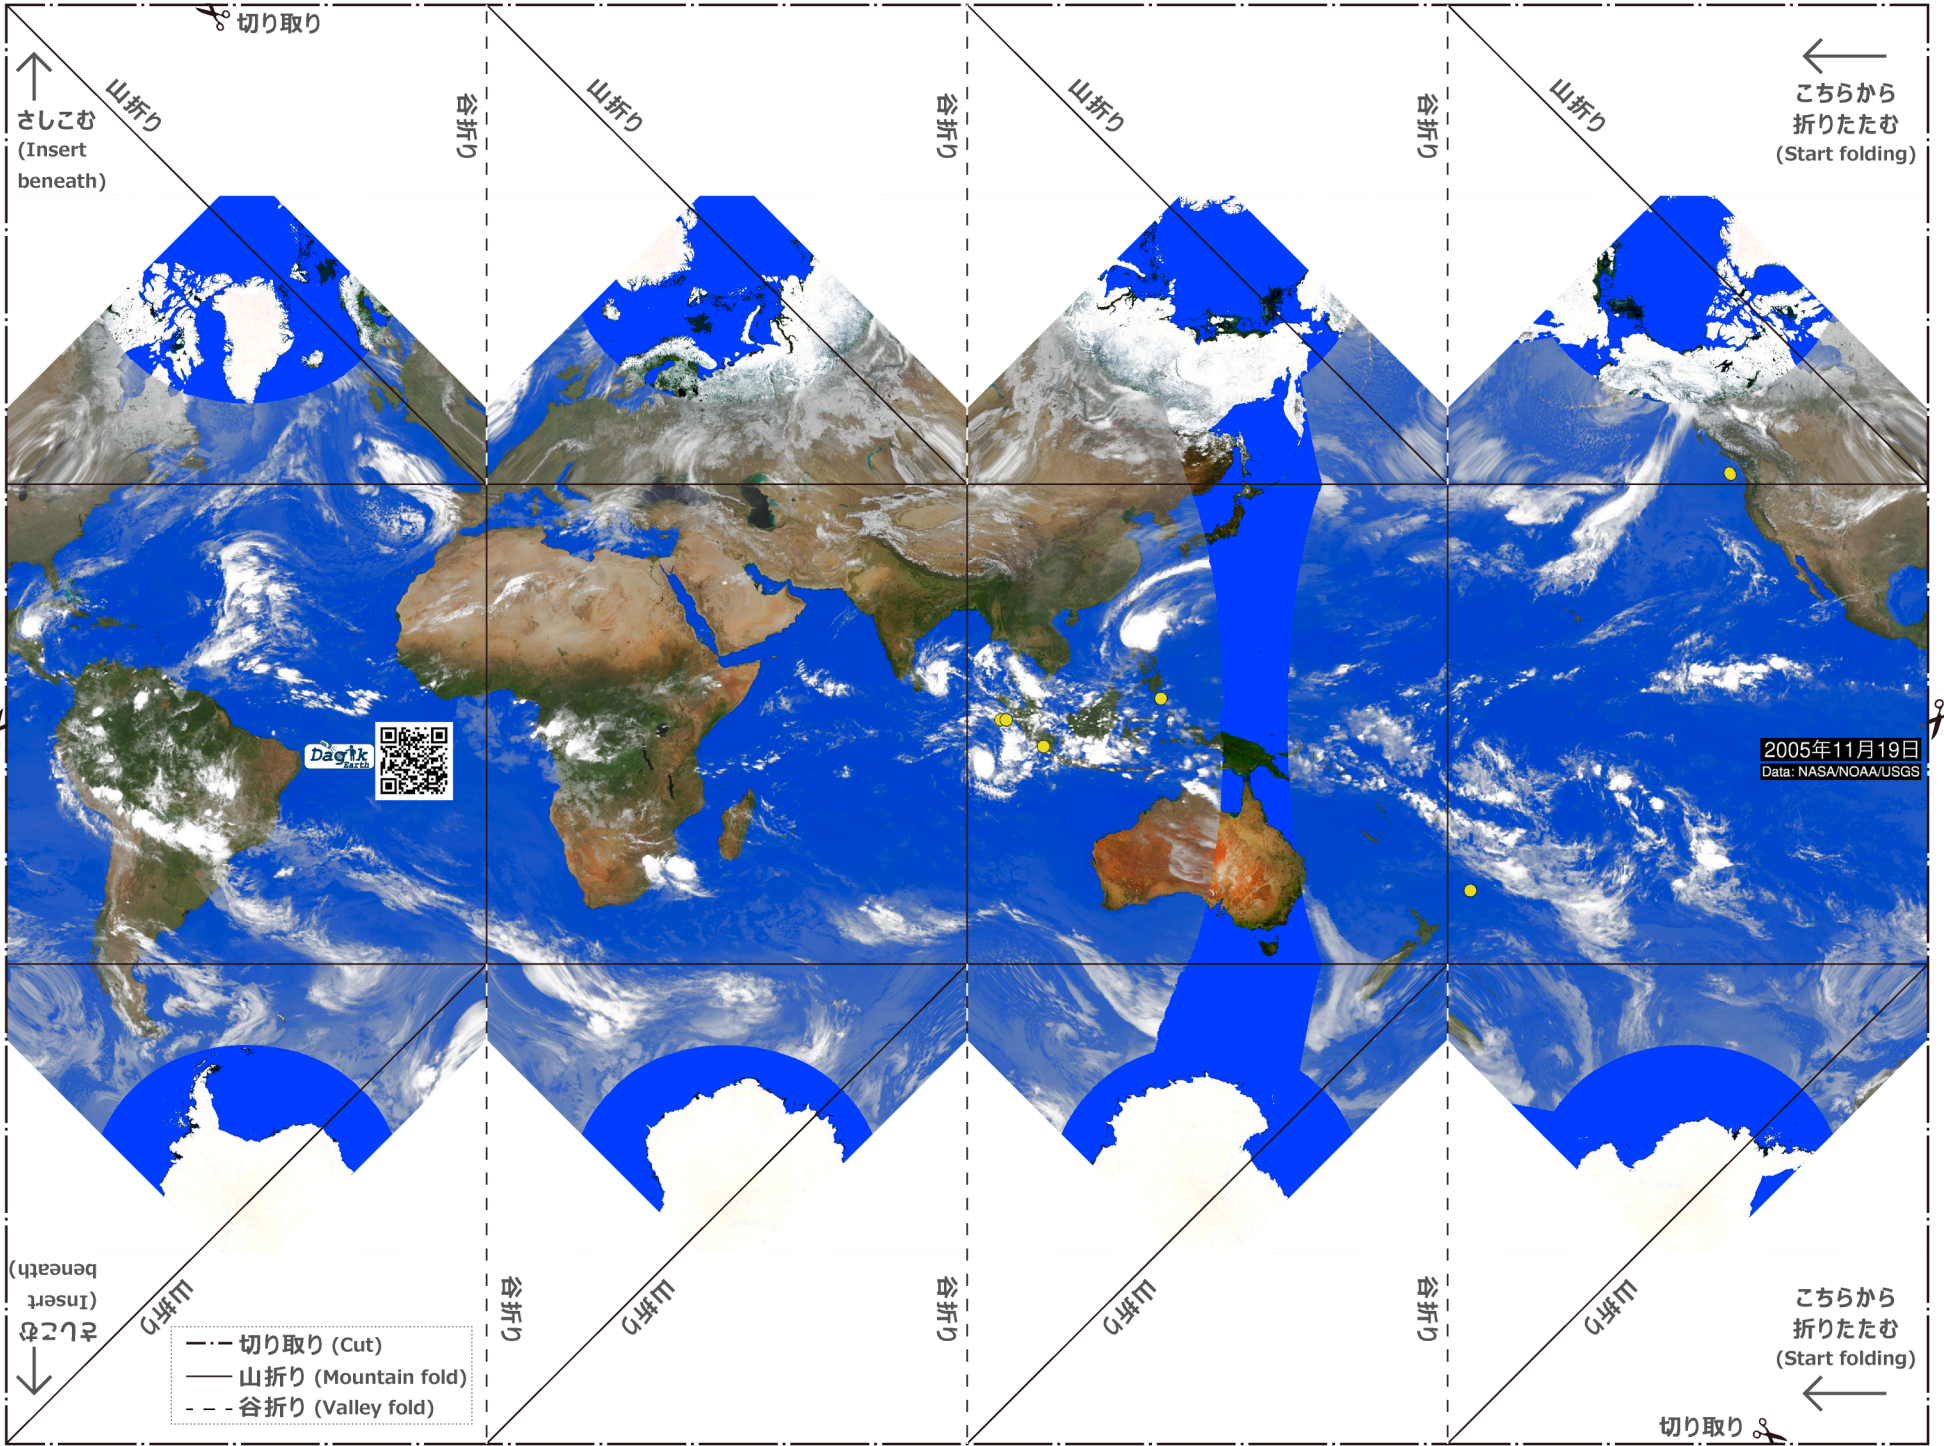 切り取り
山折り
谷折り
山折り
谷折り
山折り
谷折り
山折り
さしこむ
(Insert
beneath)
こちらから
折りたたむ
(Start folding)
Dagik
Earth
2005年11月19日
Data: NASA/NOAA/USGS
さしこむ
(Insert
beneath)
山折り
谷折り
山折り
谷折り
山折り
谷折り
山折り
こちらから
折りたたむ
(Start folding)
切り取り (Cut)
山折り (Mountain fold)
谷折り (Valley fold)
切り取り